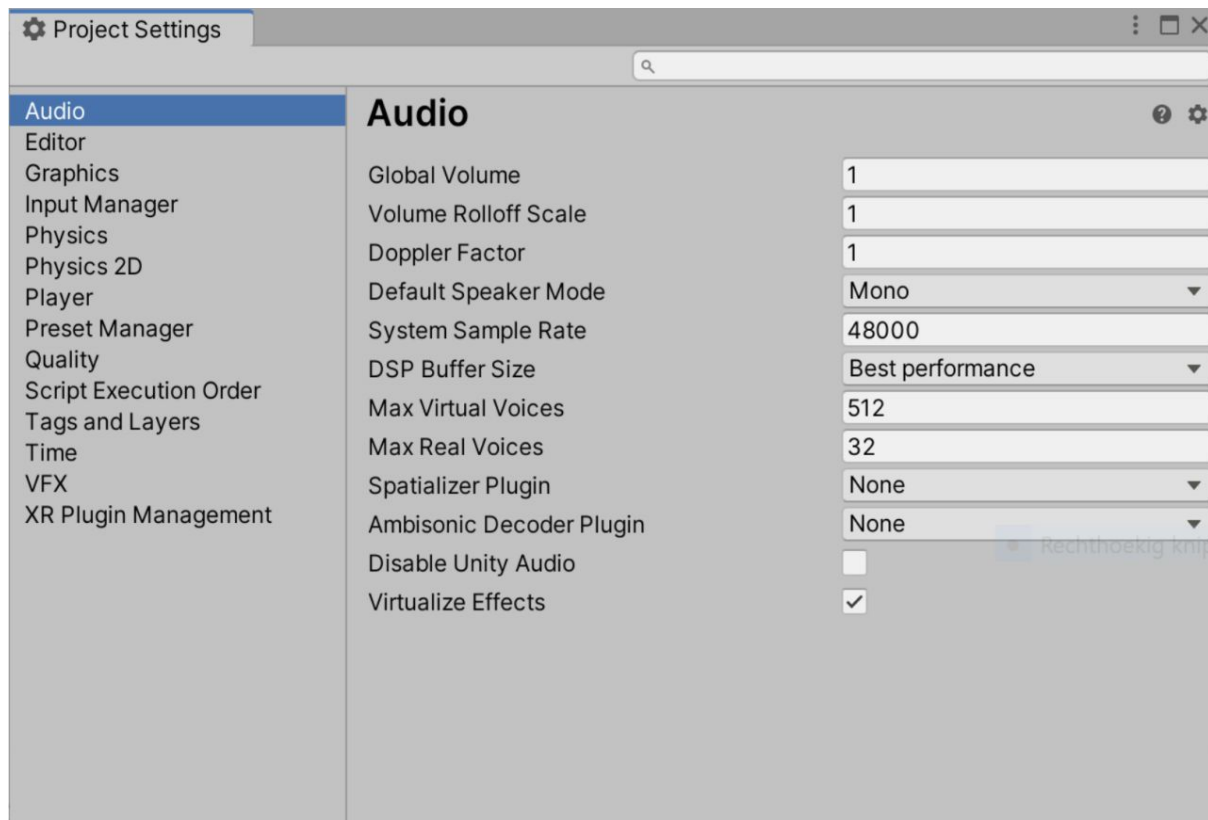 Project Settings
Audio
Editor
Graphics
Input Manager
Physics
Physics 2D
Player
Preset Manager
Quality
Script Execution Order
Tags and Layers
Time
VFX
XR Plugin Management
Audio
Global Volume 1
Volume Rolloff Scale 1
Doppler Factor 1
Default Speaker Mode Mono
System Sample Rate 48000
DSP Buffer Size Best performance
Max Virtual Voices 512
Max Real Voices 32
Spatializer Plugin None
Ambisonic Decoder Plugin None
Rechthoekig knip
Disable Unity Audio
Virtualize Effects